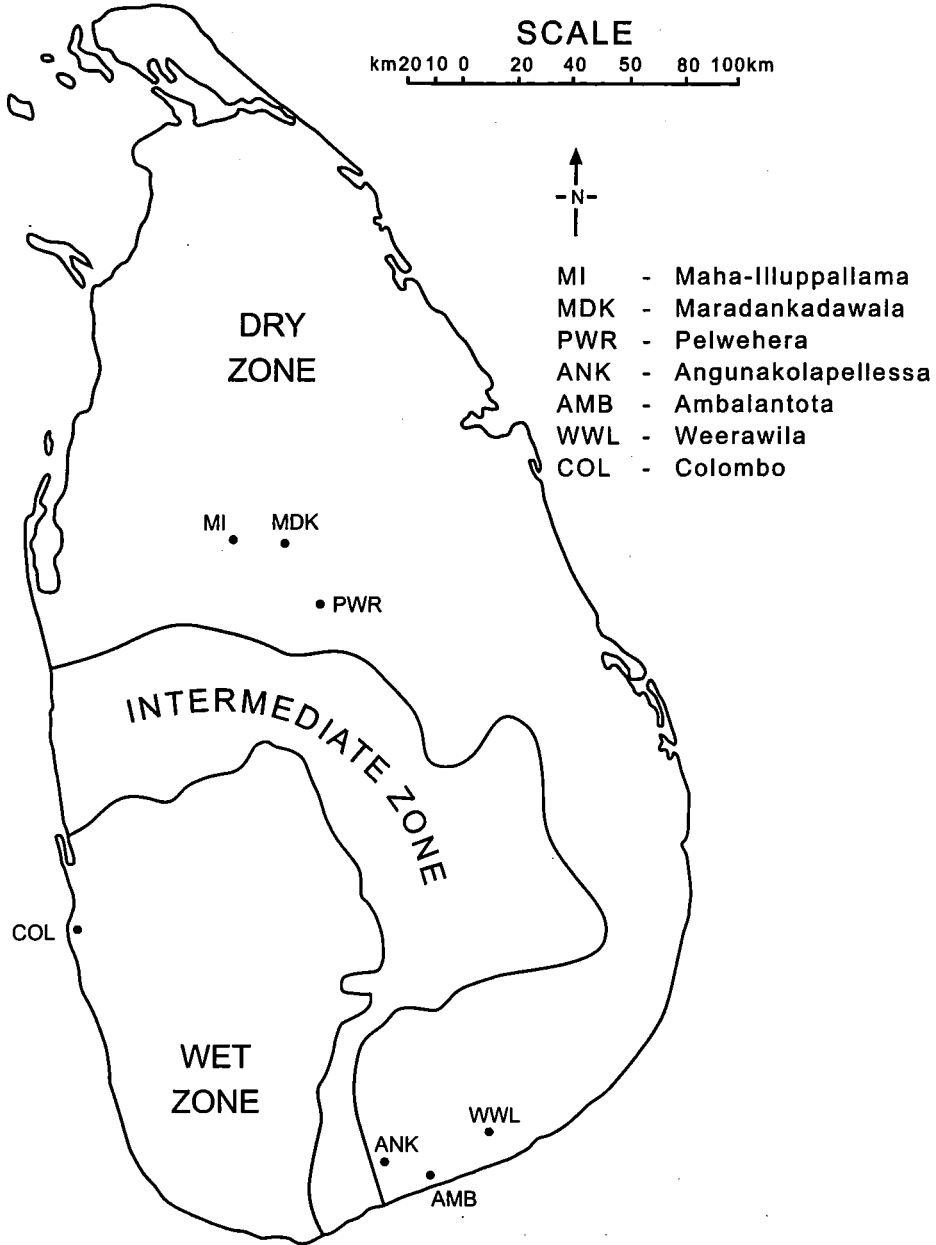 SCALE
km20 10 0 20 40 50 80 100km
N
MI - Maha-Illuppallama
MDK - Maradankadawala
PWR - Pelwehera
ANK - Angunakolapellessa
AMB - Ambalantota
WWL - Weerawila
COL - Colombo
DRY
ZONE
MI MDK
PWR
INTERMEDIATE ZONE
COL
WET
ZONE
WWL
ANK
AMB